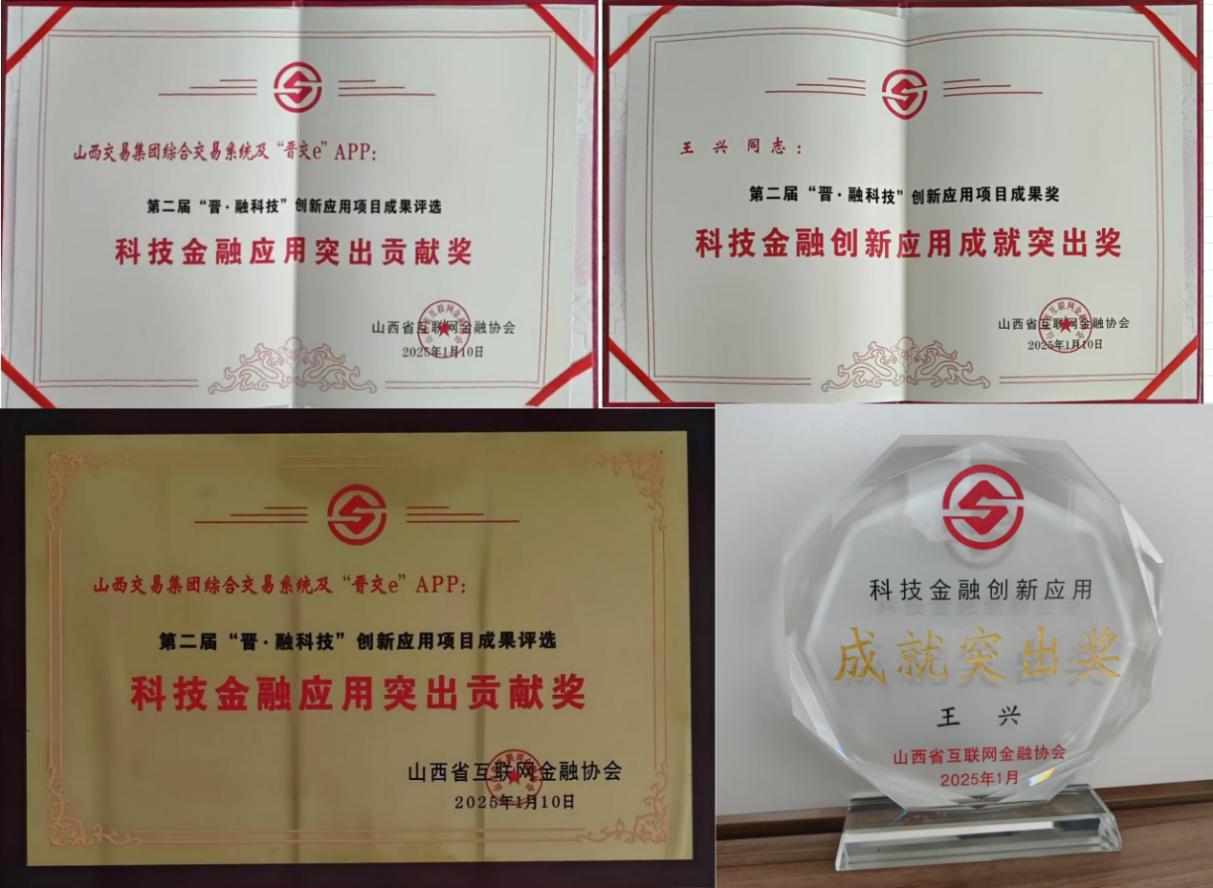 山西交易集团综合交易系统及“晋交e”APP：
第二届“晋·融科技”创新应用项目成果评选
科技金融应用突出贡献奖
山西省互联网金融协会
2025年1月10日
王 兴 同志：
第二届“晋·融科技”创新应用项目成果奖
科技金融创新应用成就突出奖
山西省互联网金融协会
2025年1月10日
山西交易集团综合交易系统及“晋交e”APP：
第二届“晋·融科技”创新应用项目成果评选
科技金融应用突出贡献奖
山西省互联网金融协会
2025年1月10日
科技金融创新应用
成就突出奖
王 兴
山西省互联网金融协会
2025年1月